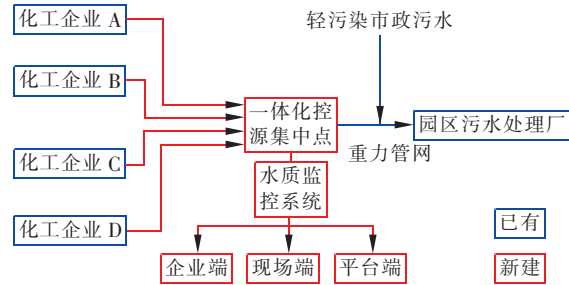 化工企业 A
轻污染市政污水
化工企业 B
一体化控
源集中点
园区污水处理厂
重力管网
化工企业 C
水质监
控系统
化工企业 D
已有
企业端
现场端
平台端
新建